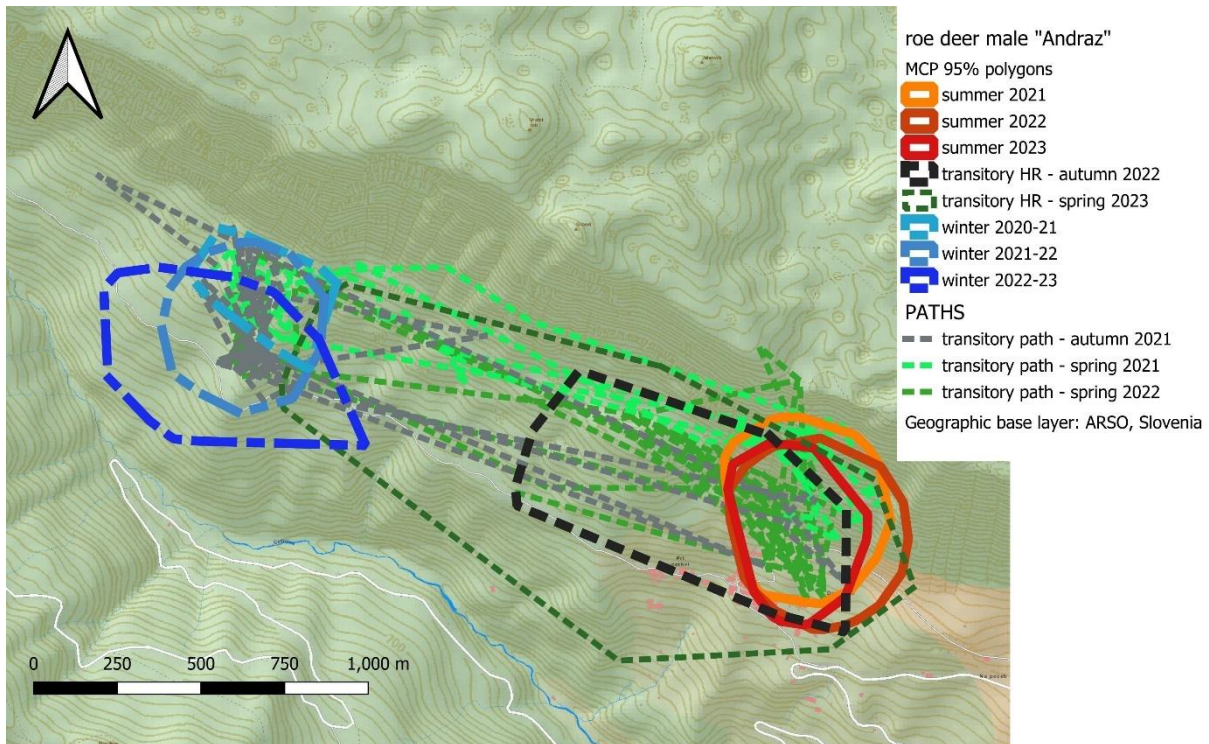 roe deer male "Andraz"
MCP 95% polygons
summer 2021
summer 2022
summer 2023
transitory HR - autumn 2022
transitory HR - spring 2023
winter 2020-21
winter 2021-22
winter 2022-23
PATHS
transitory path - autumn 2021
transitory path - spring 2021
transitory path - spring 2022
Geographic base layer: ARSO, Slovenia
0 250 500 750 1,000 m